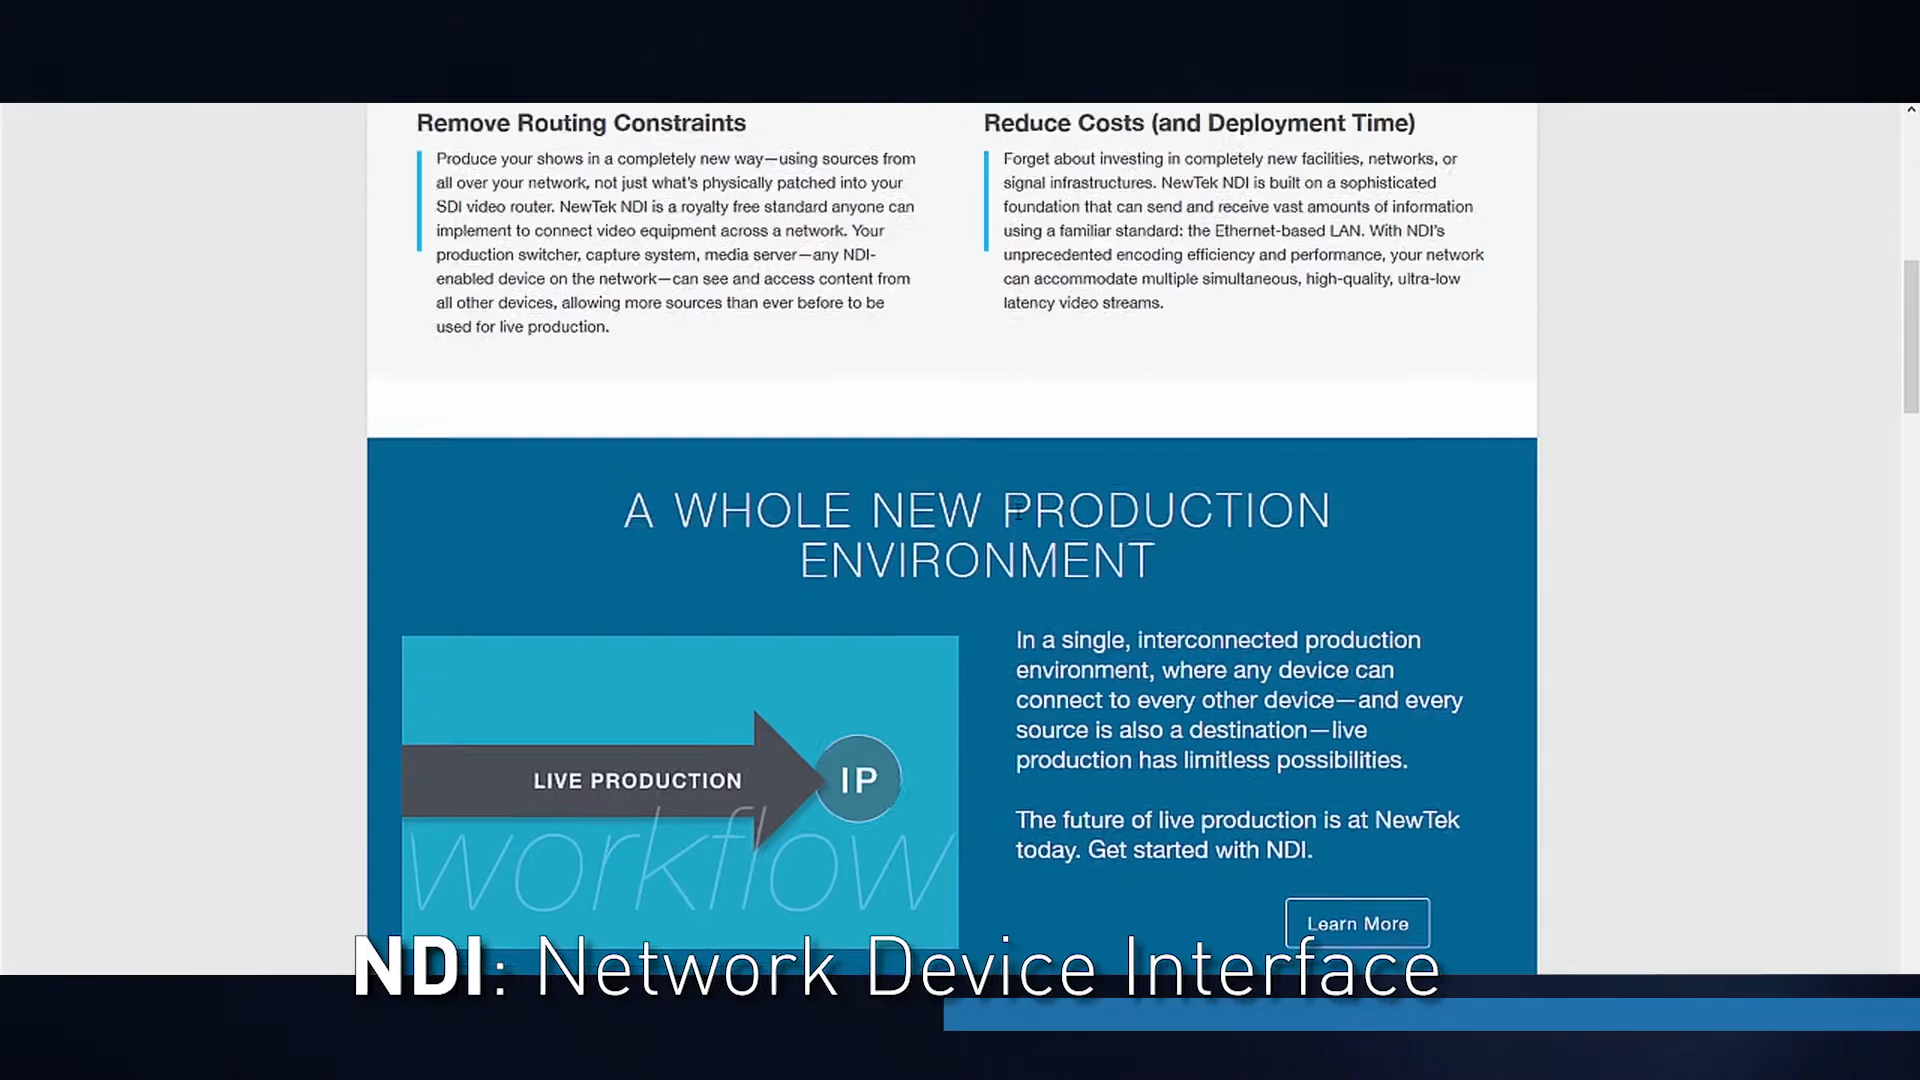 Remove Routing Constraints
Produce your shows in a completely new way—using sources from
all over your network, not just what's physically patched into your
SDI video router. NewTek NDI is a royalty free standard anyone can
implement to connect video equipment across a network. Your
production switcher, capture system, media server—any NDI-
enabled device on the network—can see and access content from
all other devices, allowing more sources than ever before to be
used for live production.
Reduce Costs (and Deployment Time)
Forget about investing in completely new facilities, networks, or
signal infrastructures. NewTek NDI is built on a sophisticated
foundation that can send and receive vast amounts of information
using a familiar standard: the Ethernet-based LAN. With NDI's
unprecedented encoding efficiency and performance, your network
can accommodate multiple simultaneous, high-quality, ultra-low
latency video streams.
A WHOLE NEW PRODUCTION
ENVIRONMENT
LIVE PRODUCTION
IP
workflow
In a single, interconnected production
environment, where any device can
connect to every other device—and every
source is also a destination—live
production has limitless possibilities.
The future of live production is at NewTek
today. Get started with NDI.
Learn More
NDI: Network Device Interface